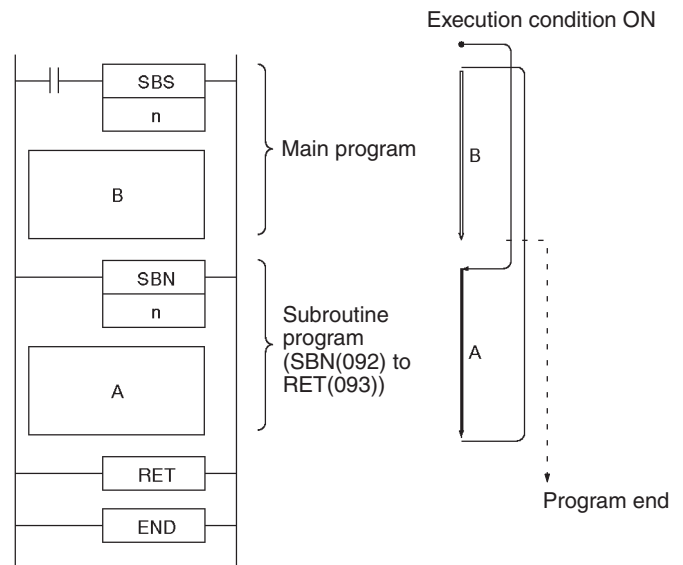 Execution condition ON
SBS
n
Main program
B
B
SBN
n
Subroutine
program
(SBN(092) to
RET(093))
A
A
RET
Program end
END